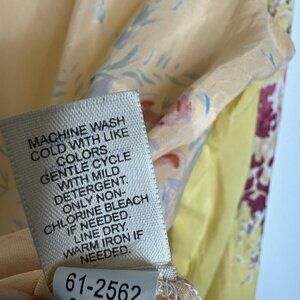 MACHINE WASH
COLD WITH LIKE
COLORS.
GENTLE CYCLE
WITH MILD
DETERGENT.
ONLY NON-
CHLORINE BLEACH
IF NEEDED.
LINE DRY.
WARM IRON IF
NEEDED.
61-2562